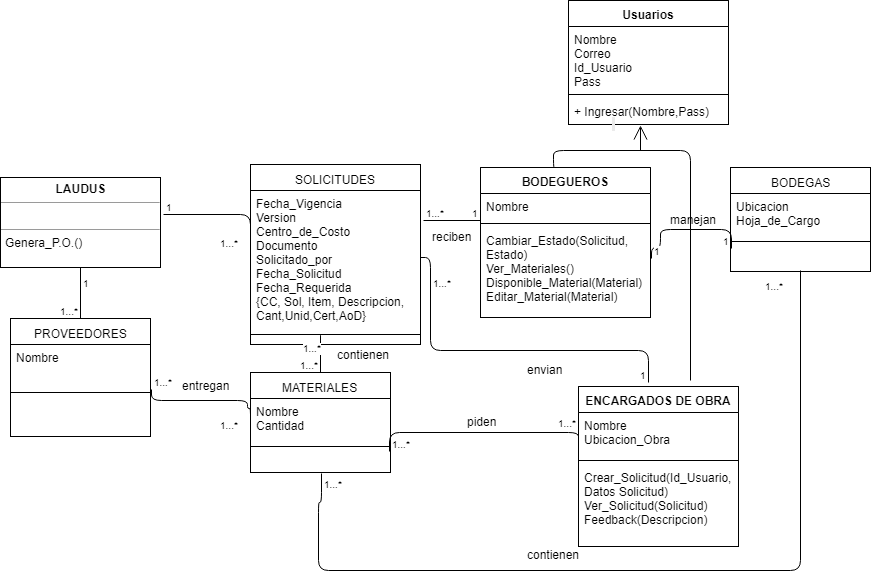 Usuarios
Nombre
Correo
Id_Usuario
Pass
+ Ingresar(Nombre,Pass)
LAUDUS
Genera_P.O.()
1
1...*
SOLICITUDES
Fecha_Vigencia
Version
Centro_de_Costo
Documento
Solicitado_por
Fecha_Solicitud
Fecha_Requerida
{CC, Sol, Item, Descripcion,
Cant,Unid,Cert,AoD}
1...*
1
reciben
BODEGUEROS
Nombre
Cambiar_Estado(Solicitud,
Estado)
Ver_Materiales()
Disponible_Material(Material)
Editar_Material(Material)
manejan
1
1
BODEGAS
Ubicacion
Hoja_de_Cargo
1...*
1
1...*
PROVEEDORES
Nombre
1...*
entregan
1...*
1...*
contienen
1...*
MATERIALES
Nombre
Cantidad
1...*
envian
1
1...*
piden
1...*
ENCARGADOS DE OBRA
Nombre
Ubicacion_Obra
Crear_Solicitud(Id_Usuario,
Datos Solicitud)
Ver_Solicitud(Solicitud)
Feedback(Descripcion)
1...*
contienen